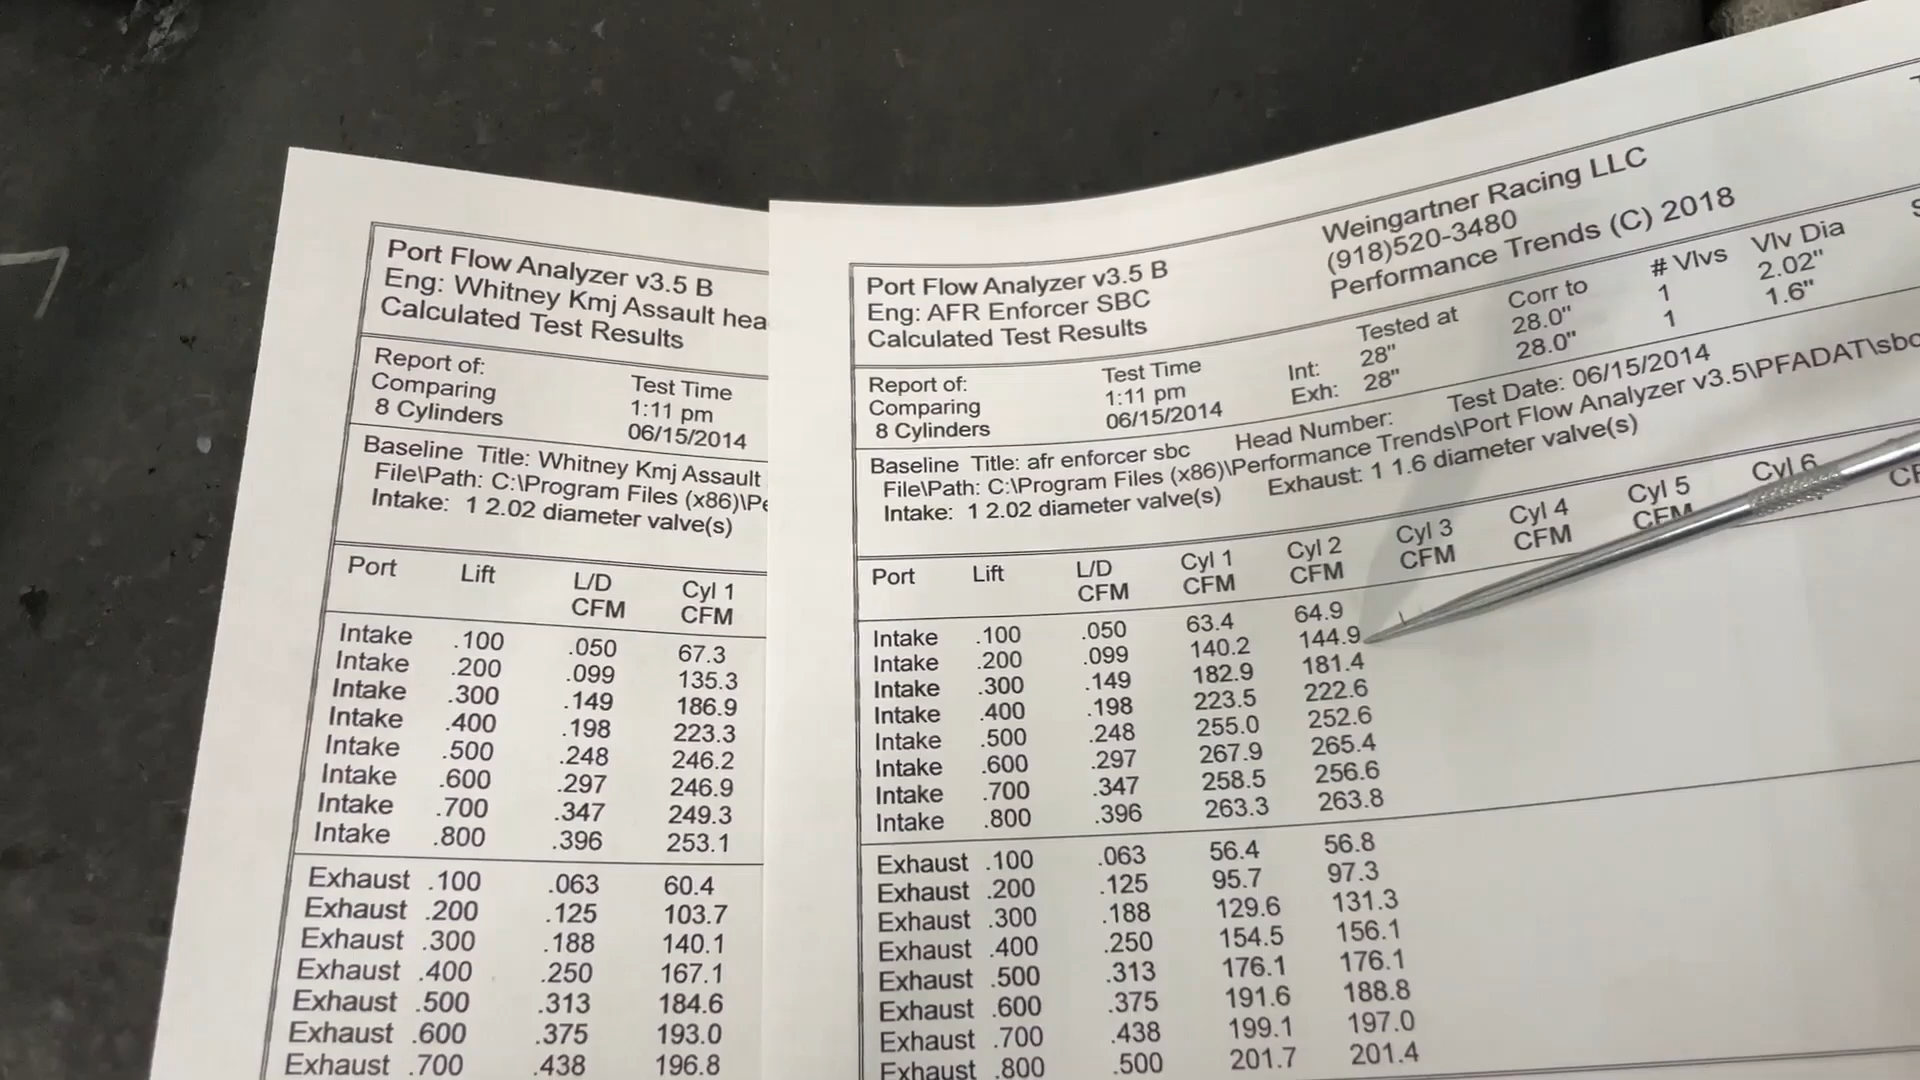 Port Flow Analyzer v3.5 B
Eng: Whitney Kmj Assault
Calculated Test Results
Report of:
Comparing
8 Cylinders
Test Time
1:11 pm
06/15/2014
Baseline Title: Whitney Kmj Assault
File\Path: C:\Program Files (x86)\
Intake: 1 2.02 diameter valve(s)
Port Lift L/D CFM Cyl 1 CFM
Intake .100 .050 67.3
Intake .200 .099 135.3
Intake .300 .149 186.9
Intake .400 .198 223.3
Intake .500 .248 246.2
Intake .600 .297 246.9
Intake .700 .347 249.3
Intake .800 .396 253.1
Exhaust .100 .063 60.4
Exhaust .200 .125 103.7
Exhaust .300 .188 140.1
Exhaust .400 .250 167.1
Exhaust .500 .313 184.6
Exhaust .600 .375 193.0
Exhaust .700 .438 196.8
Port Flow Analyzer v3.5 B
Eng: AFR Enforcer SBC
Calculated Test Results
Weingartner Racing LLC
(918)520-3480
Performance Trends (C) 2018
Report of:
Comparing
8 Cylinders
Test Time
1:11 pm
06/15/2014
Tested at Corr to # Vlvs Vlv Dia
Int: 28" 28.0" 1 2.02"
Exh: 28" 28.0" 1 1.6"
Baseline Title: afr enforcer sbc Head Number: Test Date: 06/15/2014
File\Path: C:\Program Files (x86)\Performance Trends\Port Flow Analyzer v3.5\PFADAT\sbc
Intake: 1 2.02 diameter valve(s) Exhaust: 1 1.6 diameter valve(s)
Port Lift L/D CFM Cyl 1 CFM Cyl 2 CFM Cyl 3 CFM Cyl 4 CFM Cyl 5 CFM Cyl 6
Intake .100 .050 63.4 64.9
Intake .200 .099 140.2 144.9
Intake .300 .149 182.9 181.4
Intake .400 .198 223.5 222.6
Intake .500 .248 255.0 252.6
Intake .600 .297 267.9 265.4
Intake .700 .347 258.5 256.6
Intake .800 .396 263.3 263.8
Exhaust .100 .063 56.4 56.8
Exhaust .200 .125 95.7 97.3
Exhaust .300 .188 129.6 131.3
Exhaust .400 .250 154.5 156.1
Exhaust .500 .313 176.1 176.1
Exhaust .600 .375 191.6 188.8
Exhaust .700 .438 199.1 197.0
Exhaust .800 .500 201.7 201.4